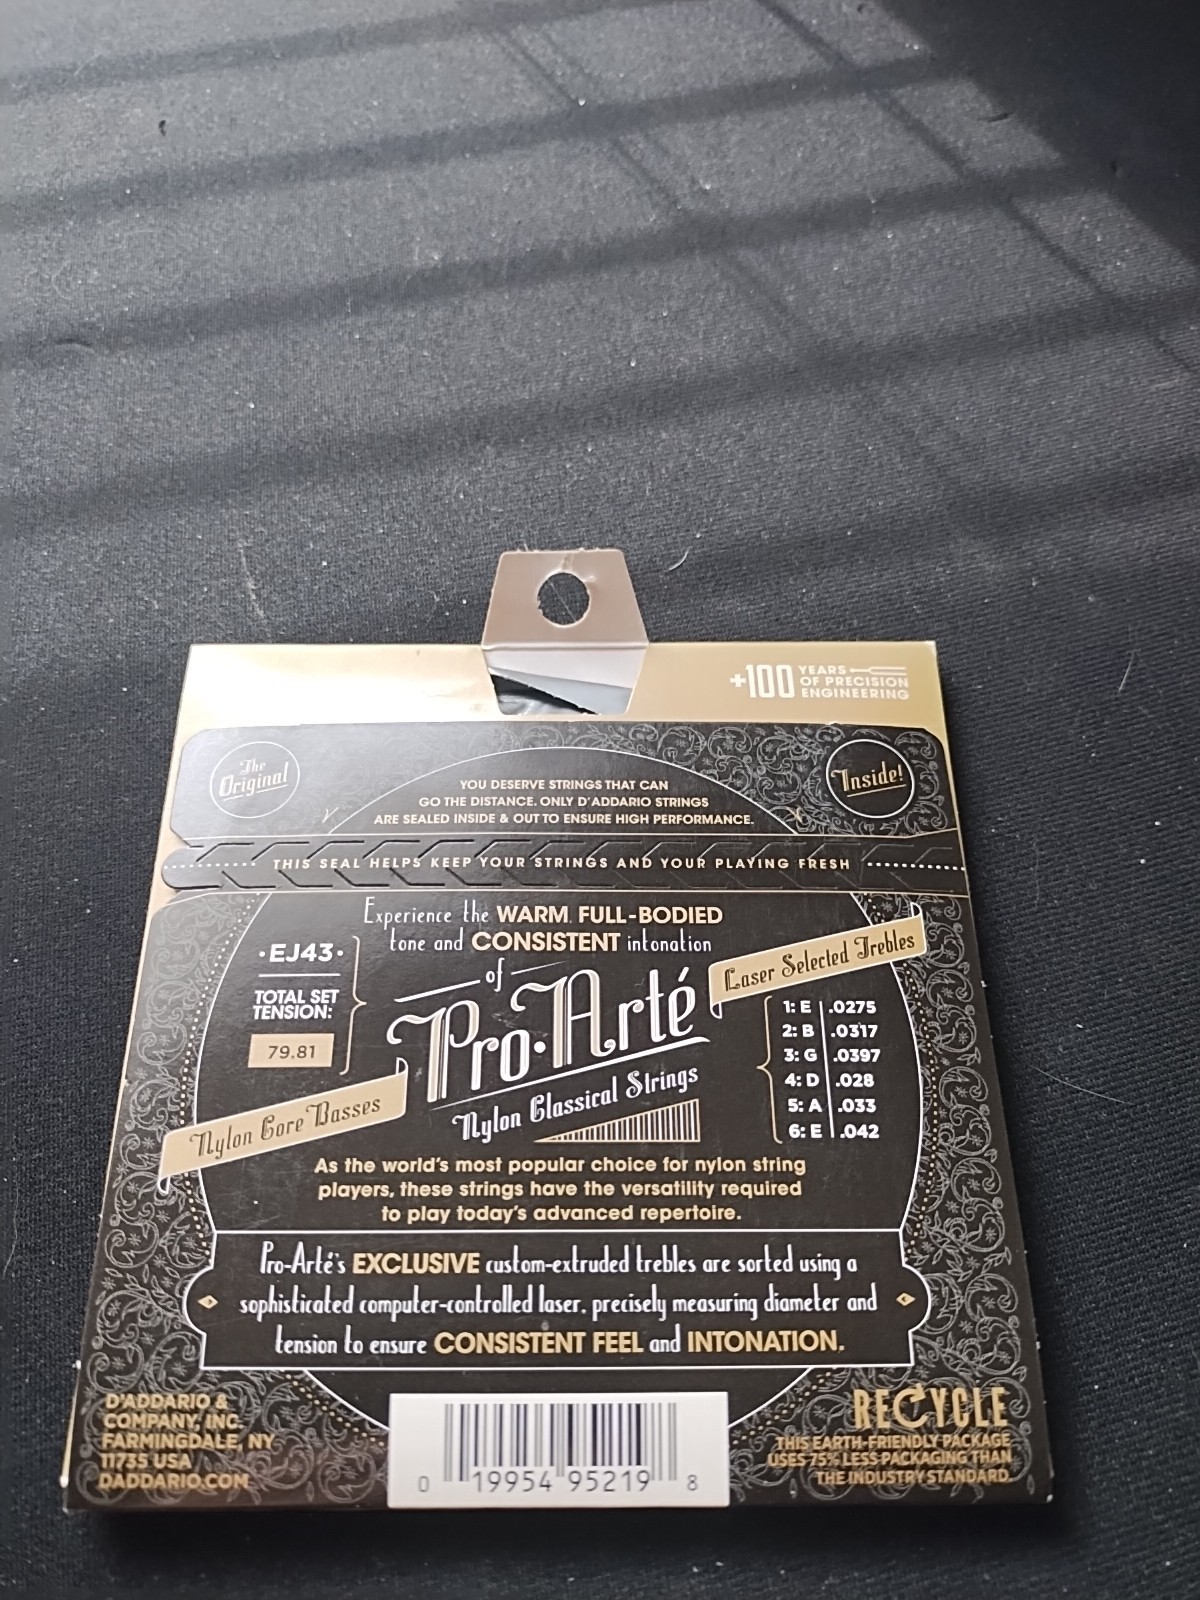 +100 YEARS
OF PRECISION
ENGINEERING
The
Original
YOU DESERVE STRINGS THAT CAN
GO THE DISTANCE. ONLY D'ADDARIO STRINGS
ARE SEALED INSIDE & OUT TO ENSURE HIGH PERFORMANCE.
Inside!
THIS SEAL HELPS KEEP YOUR STRINGS AND YOUR PLAYING FRESH
Experience the WARM, FULL-BODIED
tone and CONSISTENT intonation
of
Pro·Arté
Nylon Classical Strings
·EJ43·
TOTAL SET
TENSION:
79.81
Nylon Core Basses
Laser Selected Trebles
1: E .0275
2: B .0317
3: G .0397
4: D .028
5: A .033
6: E .042
As the world's most popular choice for nylon string
players, these strings have the versatility required
to play today's advanced repertoire.
Pro-Arté's EXCLUSIVE custom-extruded trebles are sorted using a
sophisticated computer-controlled laser, precisely measuring diameter and
tension to ensure CONSISTENT FEEL and INTONATION.
D'ADDARIO &
COMPANY, INC.
FARMINGDALE, NY
11735 USA
DADDARIO.COM
0 19954 95219 8
RECYCLE
THIS EARTH-FRIENDLY PACKAGE
USES 75% LESS PACKAGING THAN
THE INDUSTRY STANDARD.